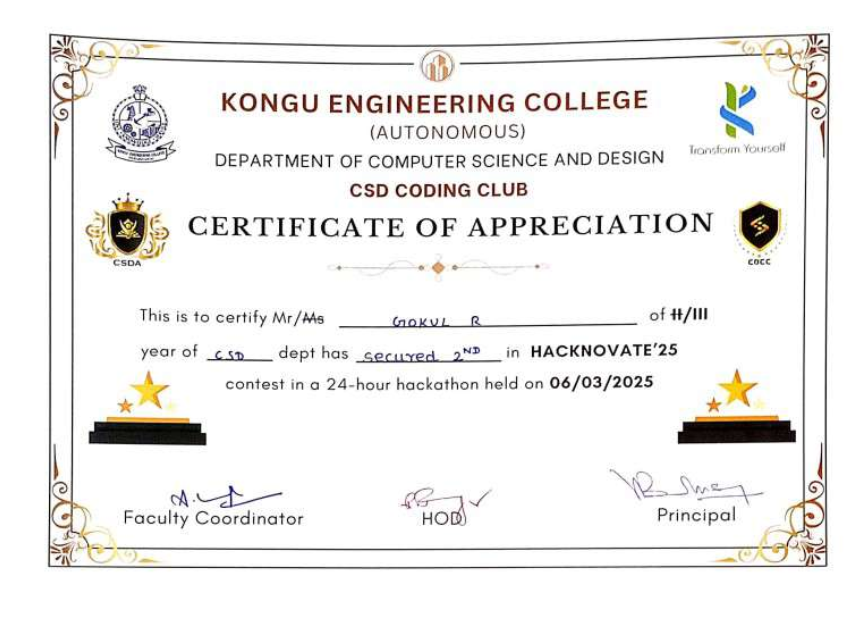 KONGU ENGINEERING COLLEGE
(AUTONOMOUS)
DEPARTMENT OF COMPUTER SCIENCE AND DESIGN
Transform Yourself
CSD CODING CLUB
CERTIFICATE OF APPRECIATION
CSDA
COCC
This is to certify Mr/Ms GOKUL R of II/III
year of CSD dept has secured 2ND in HACKNOVATE'25
contest in a 24-hour hackathon held on 06/03/2025
Faculty Coordinator
HOD
Principal